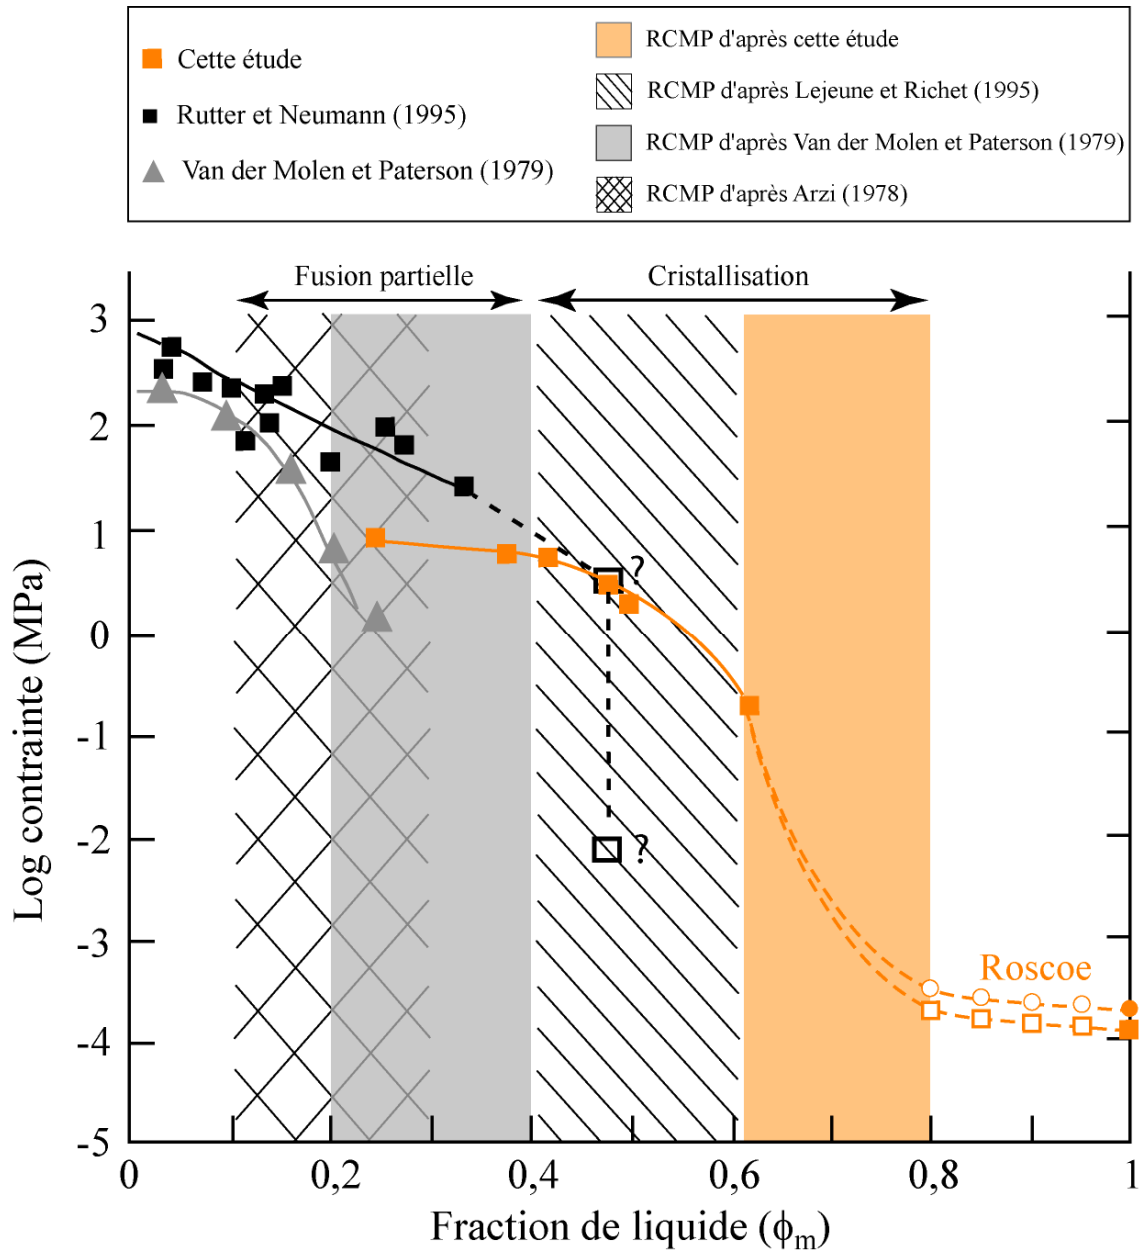 Cette étude
Rutter et Neumann (1995)
Van der Molen et Paterson (1979)
RCMP d'après cette étude
RCMP d'après Lejeune et Richet (1995)
RCMP d'après Van der Molen et Paterson (1979)
RCMP d'après Arzi (1978)
Fusion partielle
Cristallisation
3
2
1
0
-1
-2
-3
-4
-5
Log contrainte (MPa)
?
?
Roscoe
0
0,2
0,4
0,6
0,8
1
Fraction de liquide (ϕm)